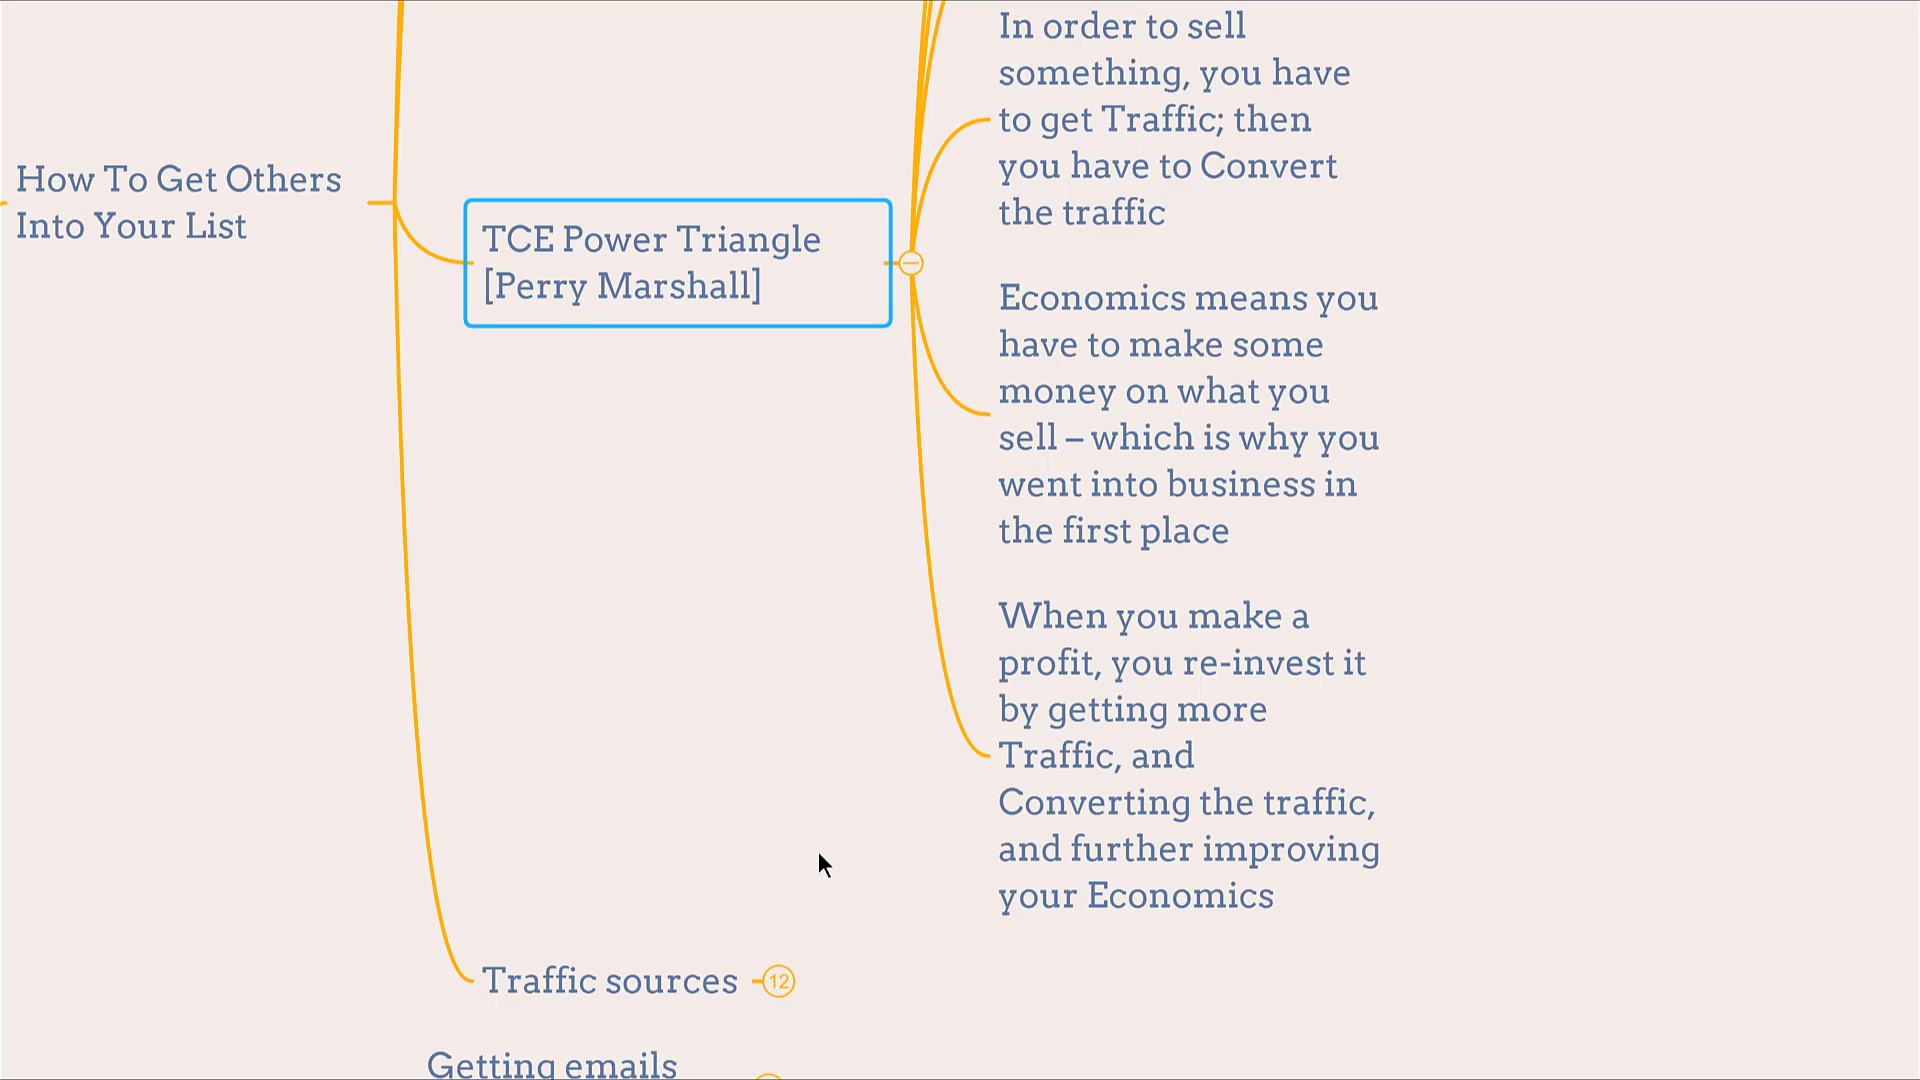 How To Get Others
Into Your List
TCE Power Triangle
[Perry Marshall]
In order to sell
something, you have
to get Traffic; then
you have to Convert
the traffic
Economics means you
have to make some
money on what you
sell – which is why you
went into business in
the first place
When you make a
profit, you re-invest it
by getting more
Traffic, and
Converting the traffic,
and further improving
your Economics
Traffic sources
12
Getting emails